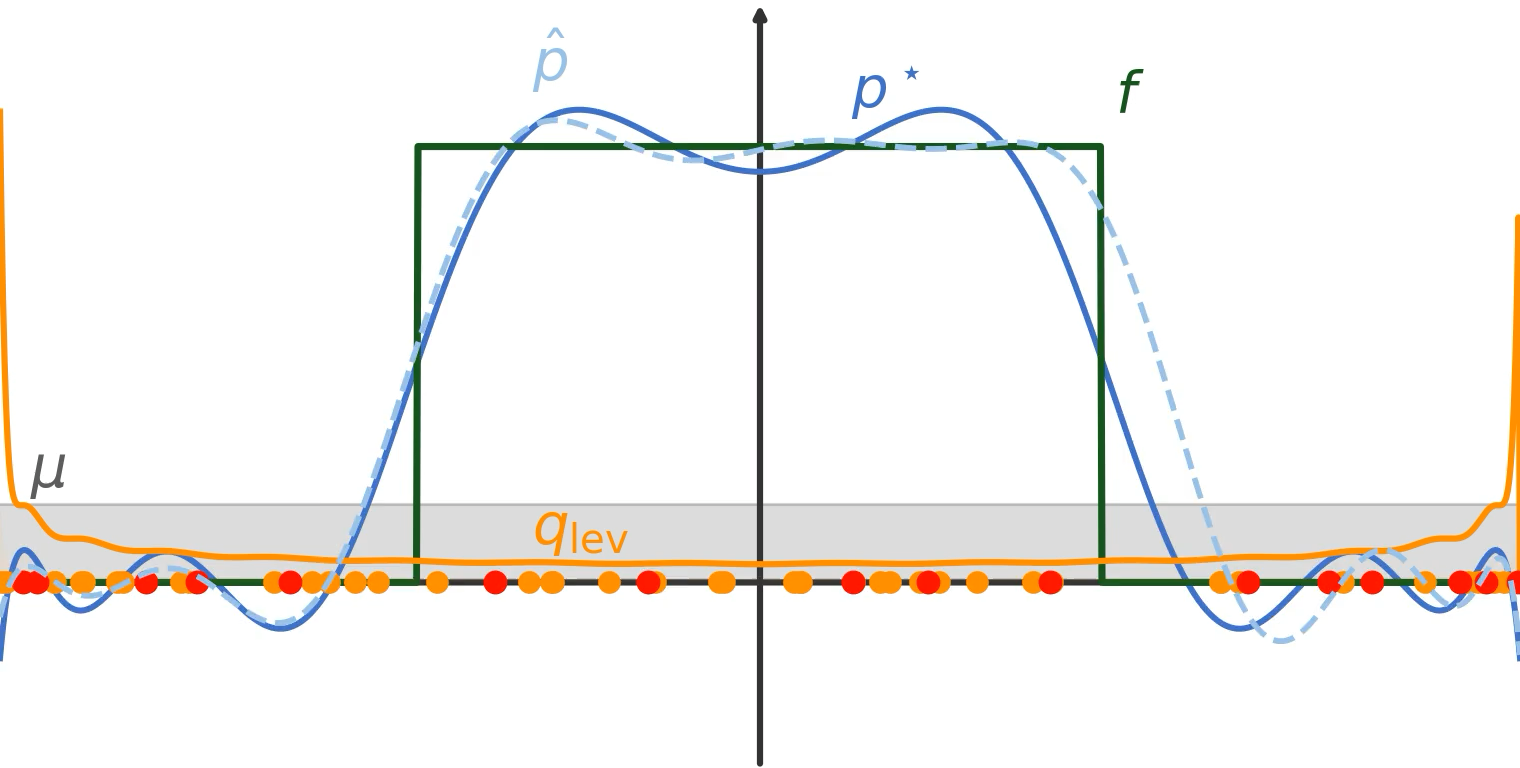 p̂
p⋆
f
μ
q_lev